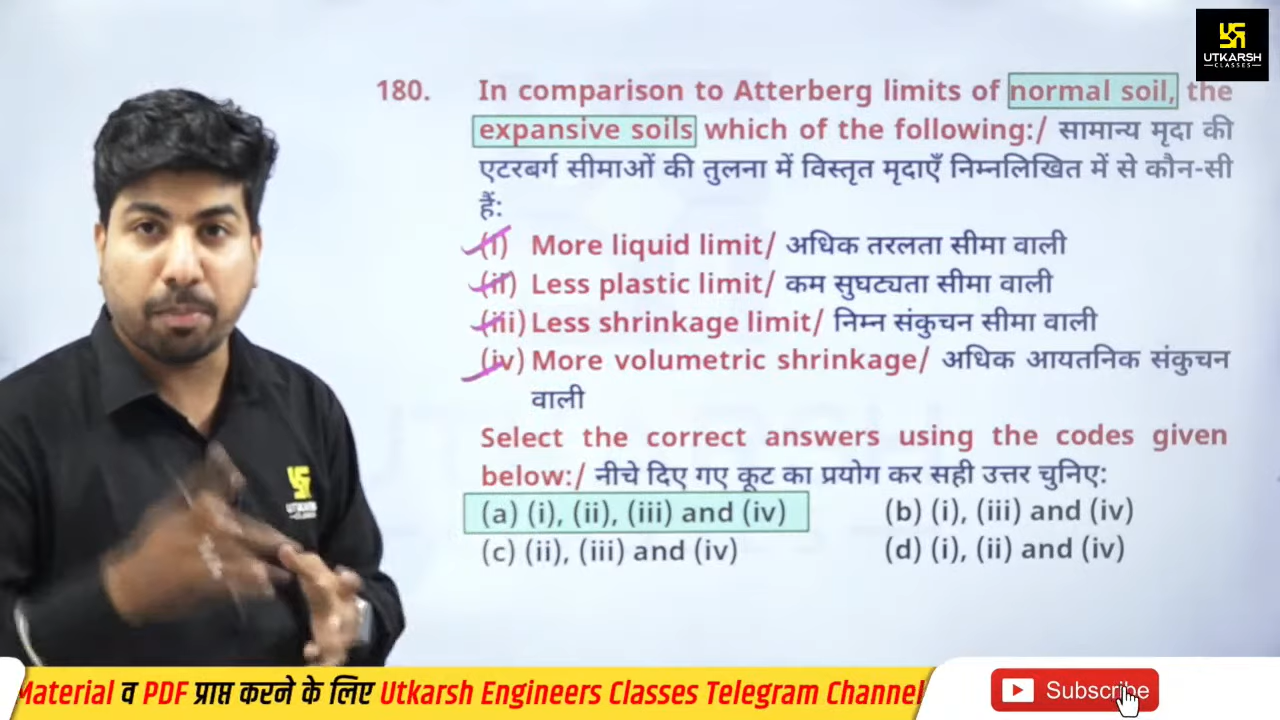 UTKARSH
CLASSES
180. In comparison to Atterberg limits of normal soil, the
expansive soils which of the following:/ सामान्य मृदा की
एटरबर्ग सीमाओं की तुलना में विस्तृत मृदाएँ निम्नलिखित में से कौन-सी
हैं:
(i) More liquid limit/ अधिक तरलता सीमा वाली
(ii) Less plastic limit/ कम सुघट्यता सीमा वाली
(iii) Less shrinkage limit/ निम्न संकुचन सीमा वाली
(iv) More volumetric shrinkage/ अधिक आयतनिक संकुचन
वाली
Select the correct answers using the codes given
below:/ नीचे दिए गए कूट का प्रयोग कर सही उत्तर चुनिए:
(a) (i), (ii), (iii) and (iv) (b) (i), (iii) and (iv)
(c) (ii), (iii) and (iv) (d) (i), (ii) and (iv)
UTKARSH
Material व PDF प्राप्त करने के लिए Utkarsh Engineers Classes Telegram Channel
Subscribe